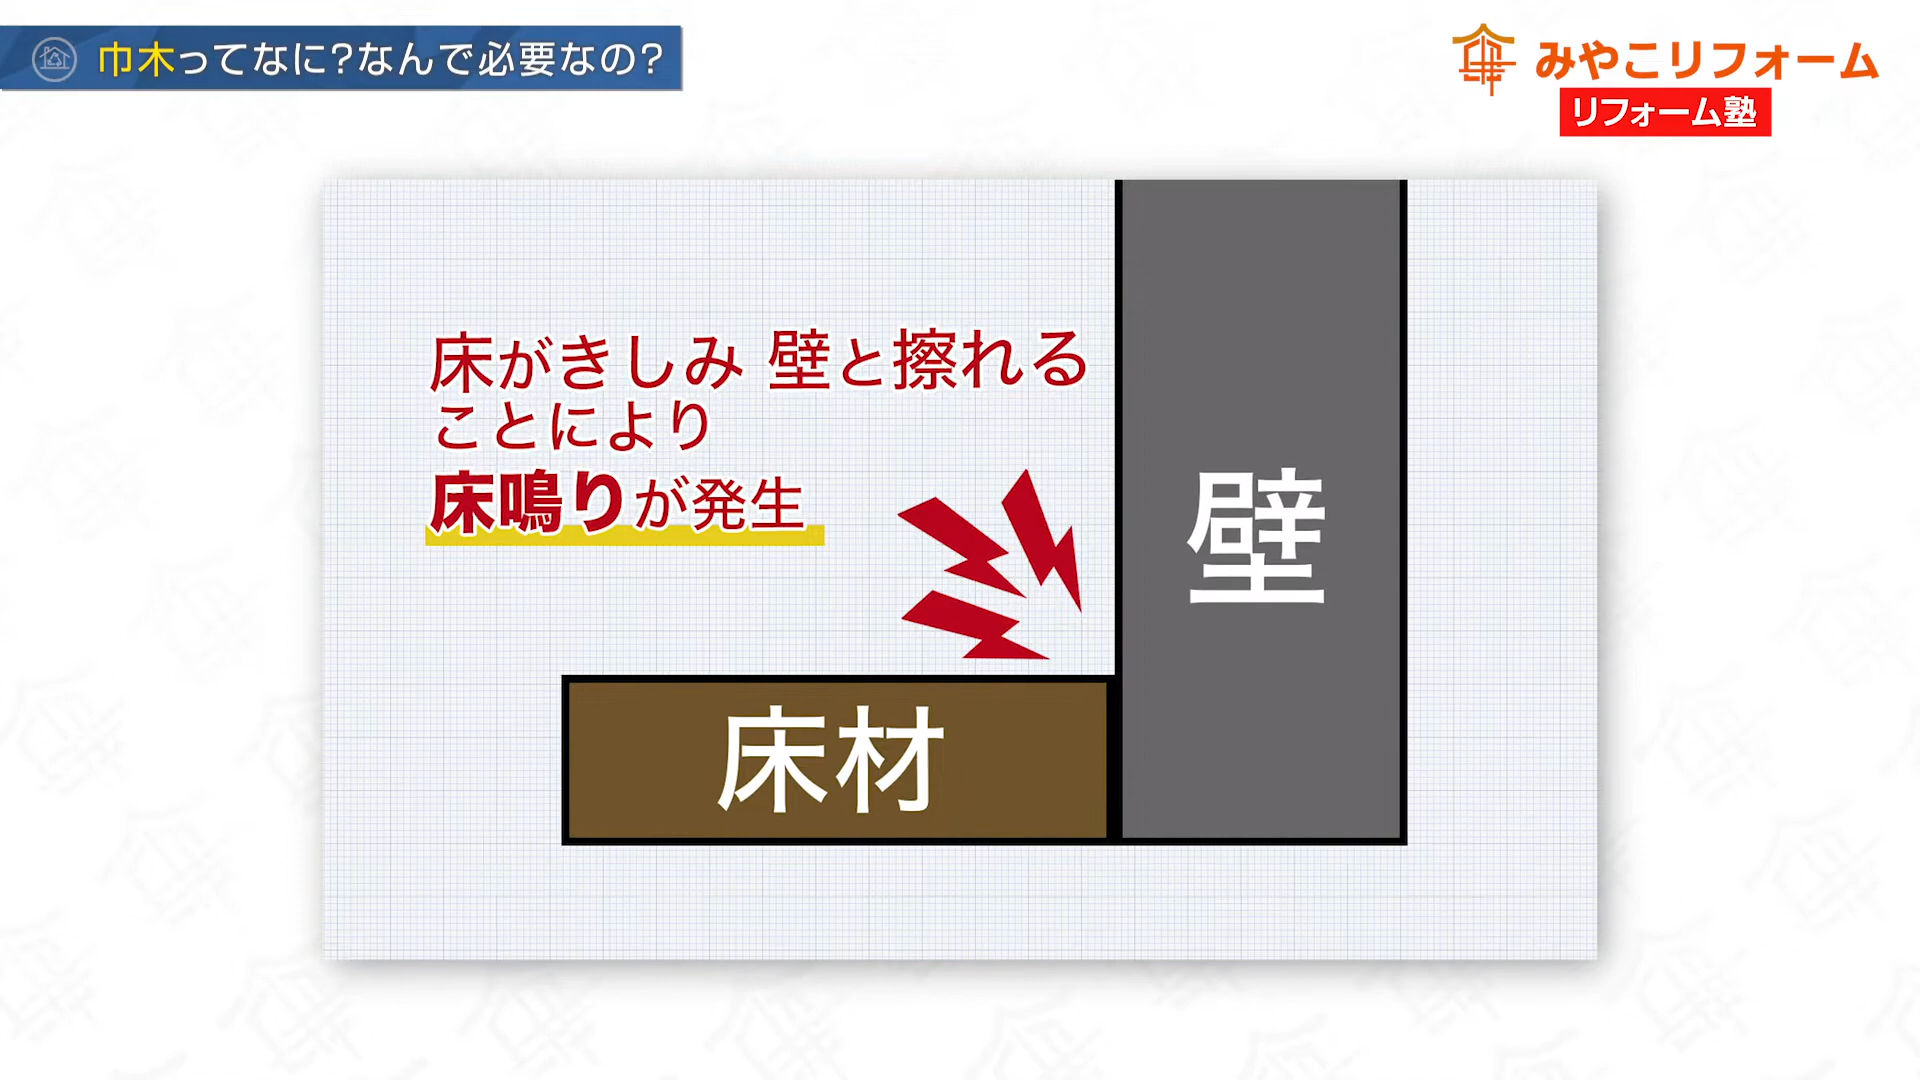 巾木ってなに?なんで必要なの?
みやこリフォーム
リフォーム塾
床がきしみ 壁と擦れる
ことにより
床鳴りが発生
壁
床材